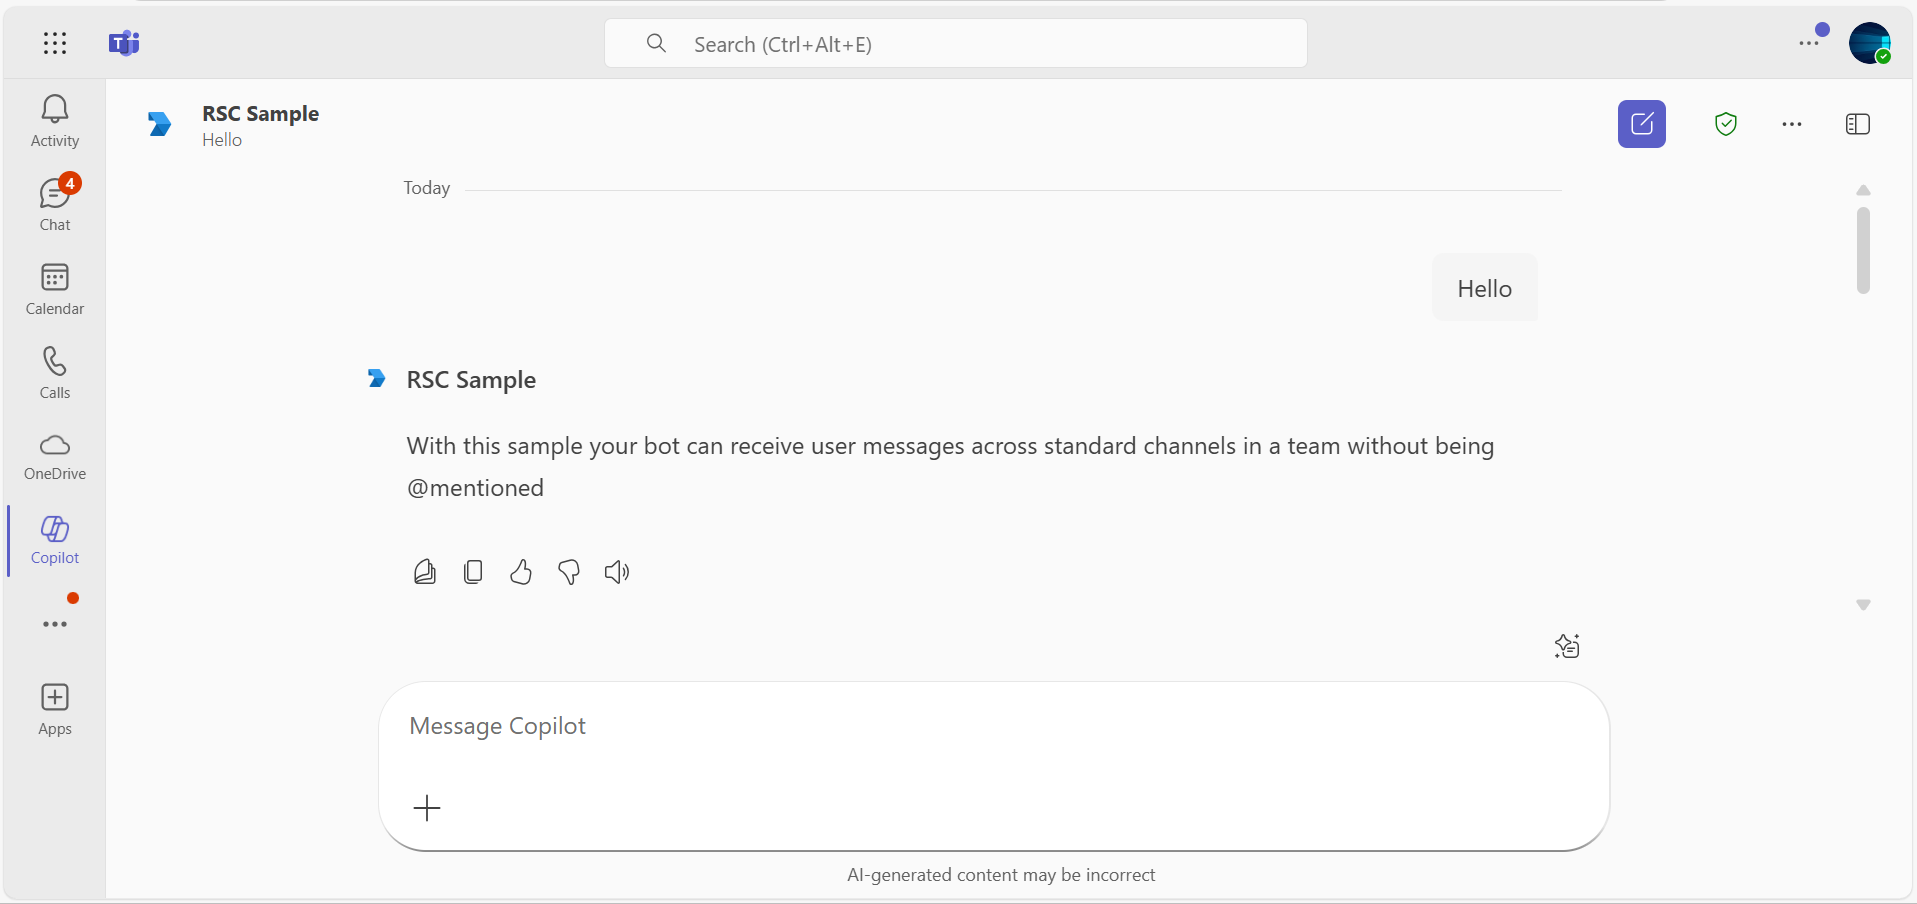 T
Search (Ctrl+Alt+E)
Activity
4
Chat
Calendar
Calls
OneDrive
Copilot
Apps
RSC Sample
Hello
Today
Hello
RSC Sample
With this sample your bot can receive user messages across standard channels in a team without being
@mentioned
Message Copilot
AI-generated content may be incorrect